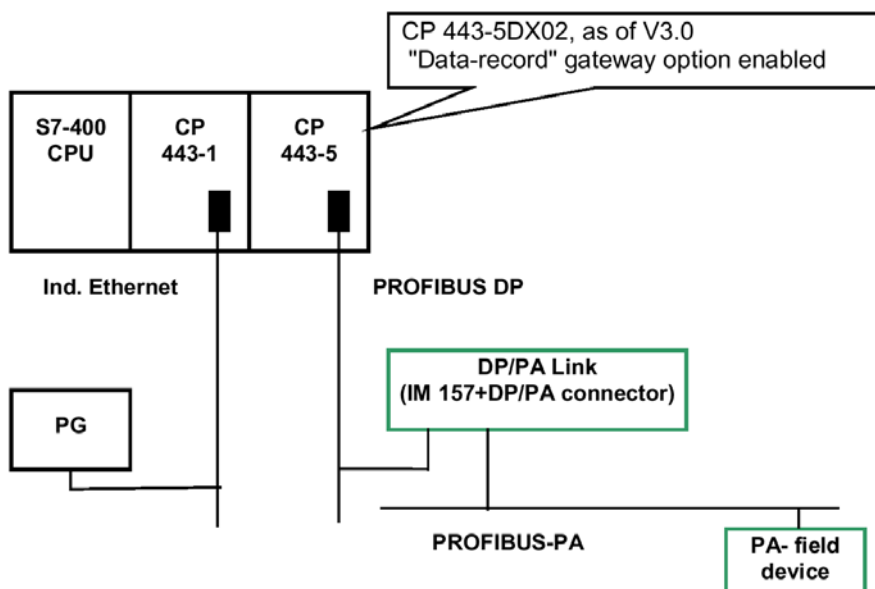 CP 443-5DX02, as of V3.0
"Data-record" gateway option enabled
S7-400
CPU
CP
443-1
CP
443-5
Ind. Ethernet
PROFIBUS DP
DP/PA Link
(IM 157+DP/PA connector)
PG
PROFIBUS-PA
PA- field
device